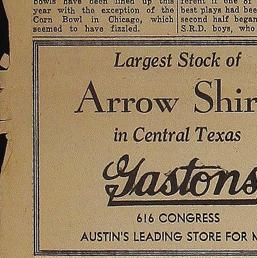 bowls have been lined up this
year with the exception of the
Corn Bowl in Chicago, which
seemed to have fizzled.
ferent if one of
best plays had bee
second half began
S.R.D. boys, who
Largest Stock of
Arrow Shir
in Central Texas
Gastons
616 CONGRESS
AUSTIN'S LEADING STORE FOR M